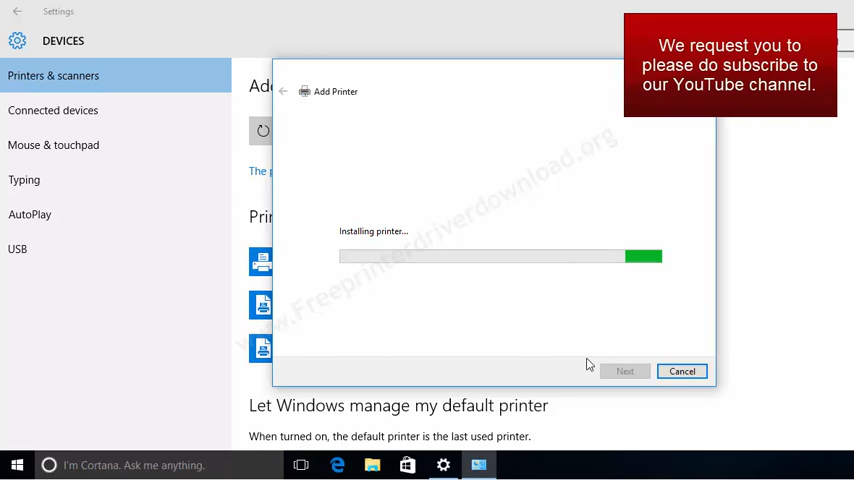 Settings
DEVICES
We request you to
please do subscribe to
our YouTube channel.
Printers & scanners
Connected devices
Mouse & touchpad
Typing
AutoPlay
USB
Add Printer
www.Freeprinterdriverdownload.org
Installing printer...
Next
Cancel
Let Windows manage my default printer
When turned on, the default printer is the last used printer.
I'm Cortana. Ask me anything.